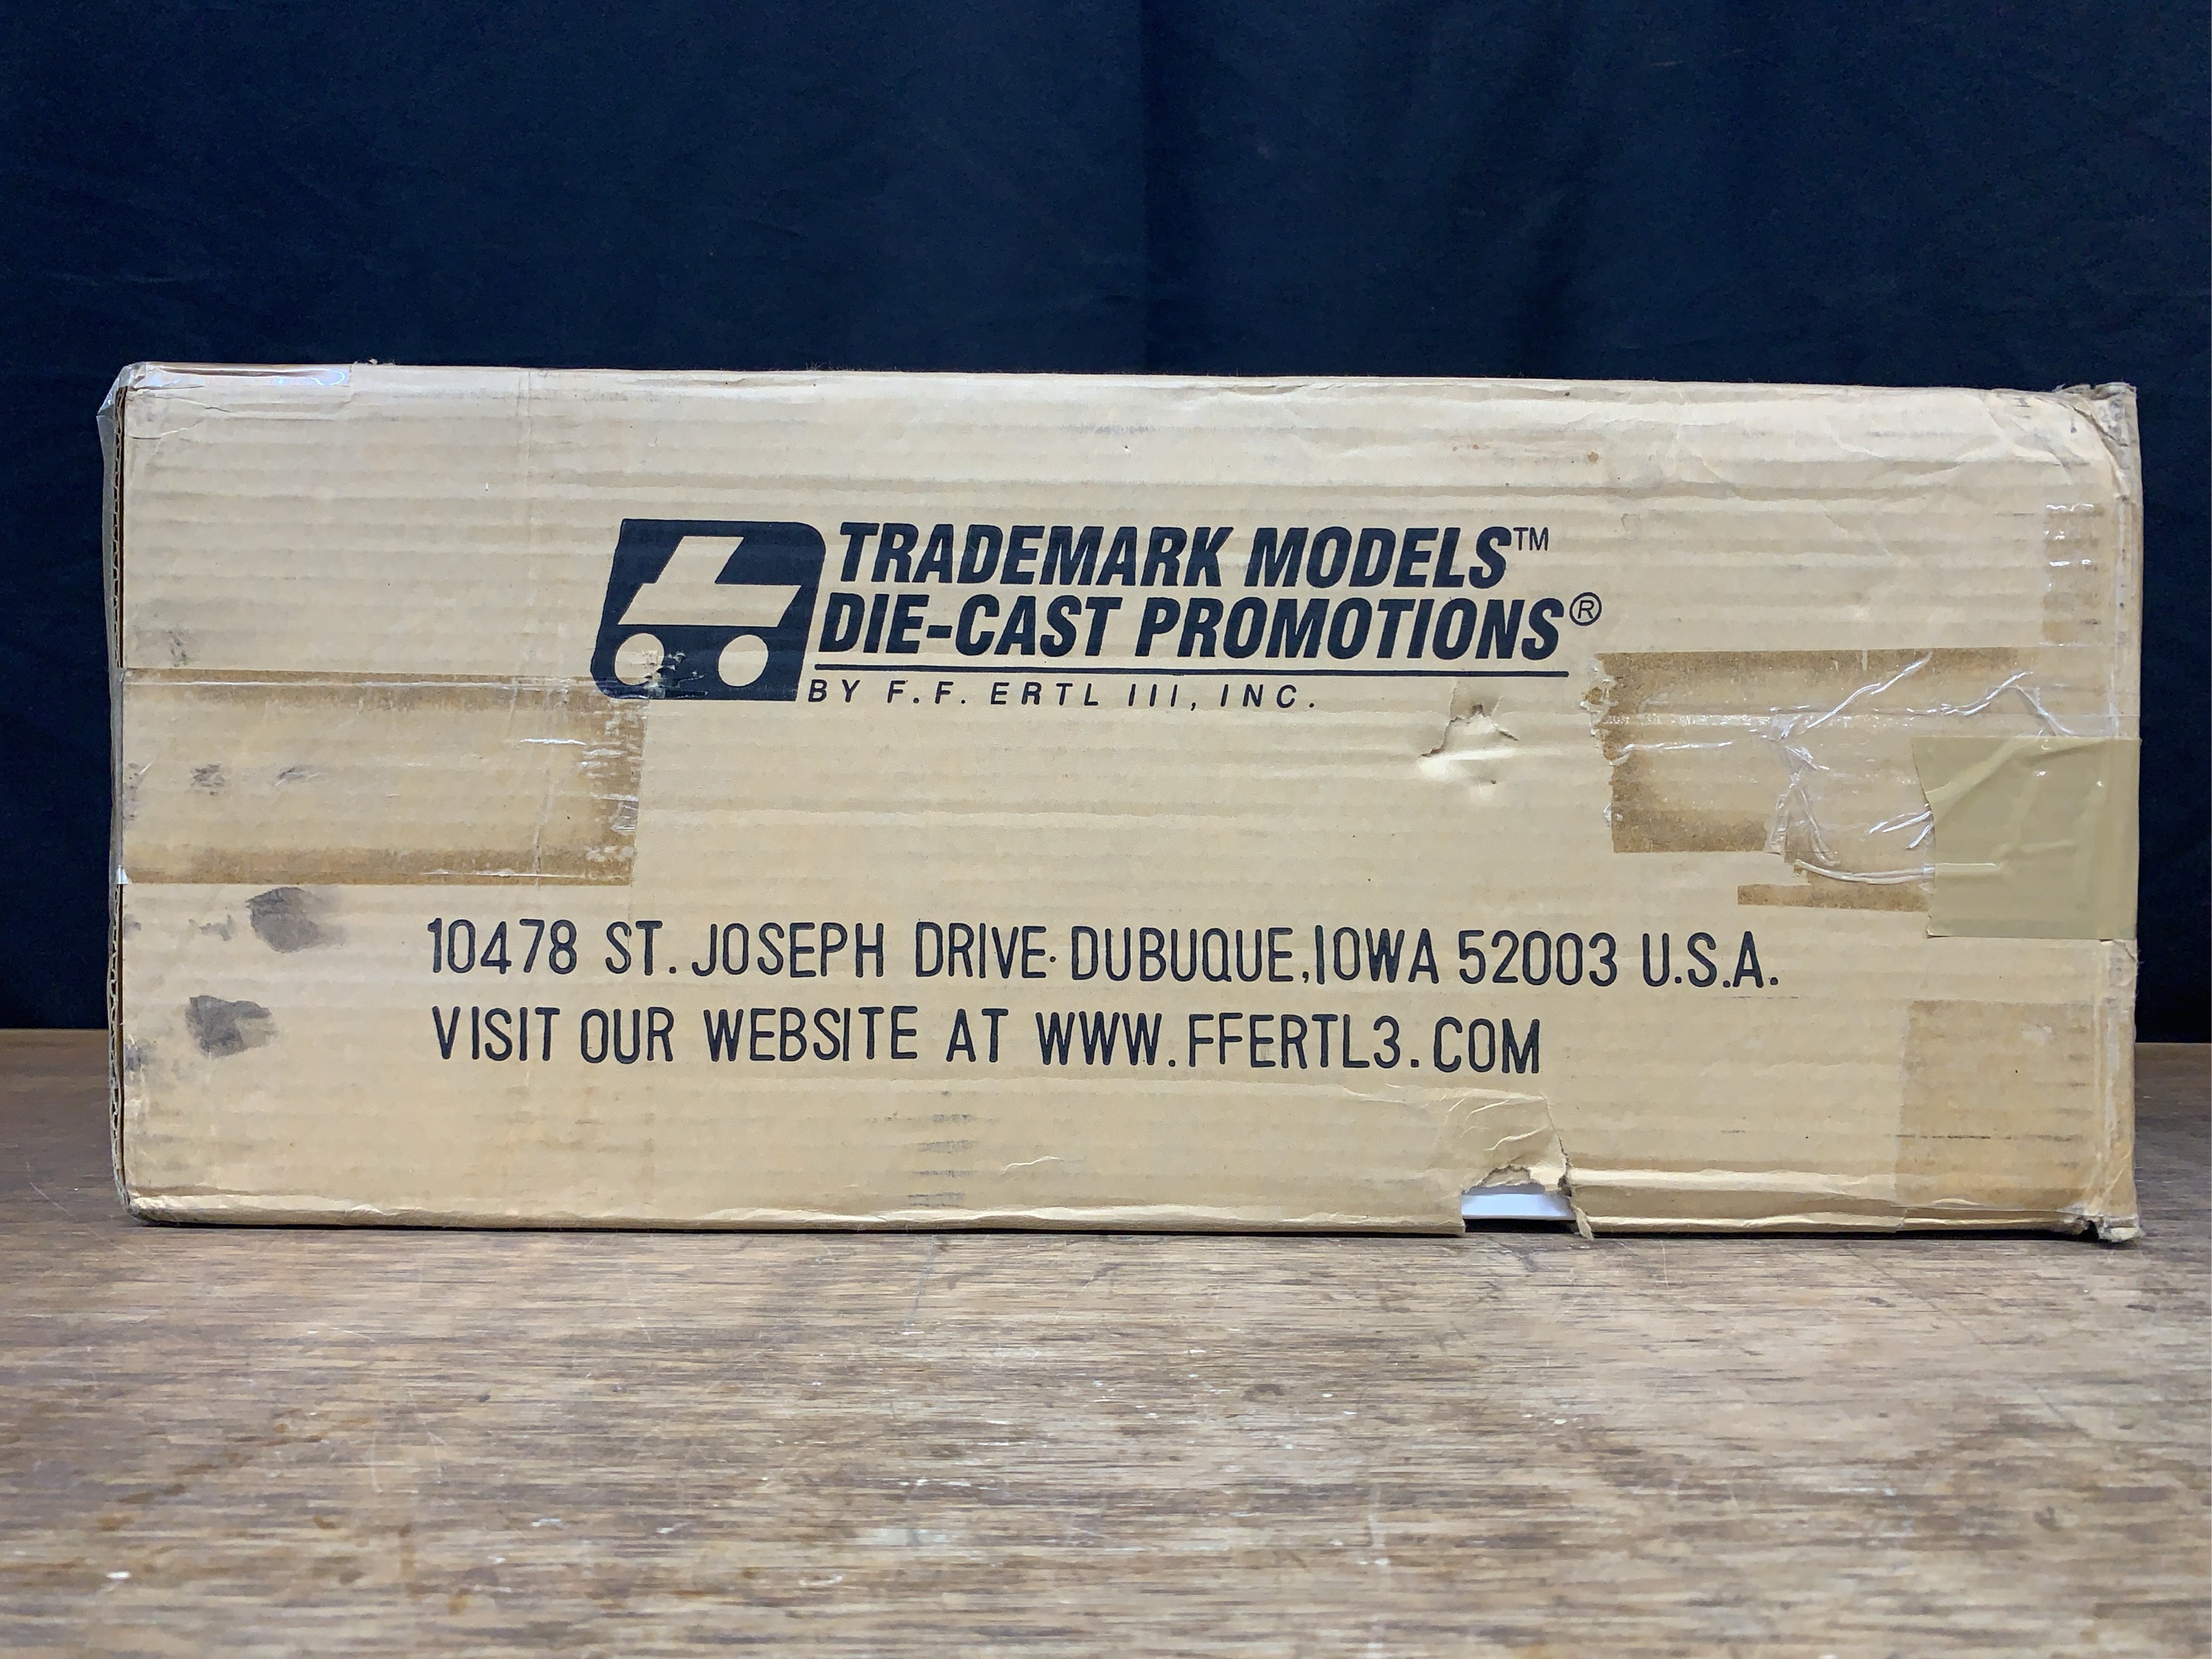 TRADEMARK MODELS™
DIE-CAST PROMOTIONS®
BY F.F. ERTL III, INC.
10478 ST. JOSEPH DRIVE· DUBUQUE, IOWA 52003 U.S.A.
VISIT OUR WEBSITE AT WWW.FFERTL3.COM